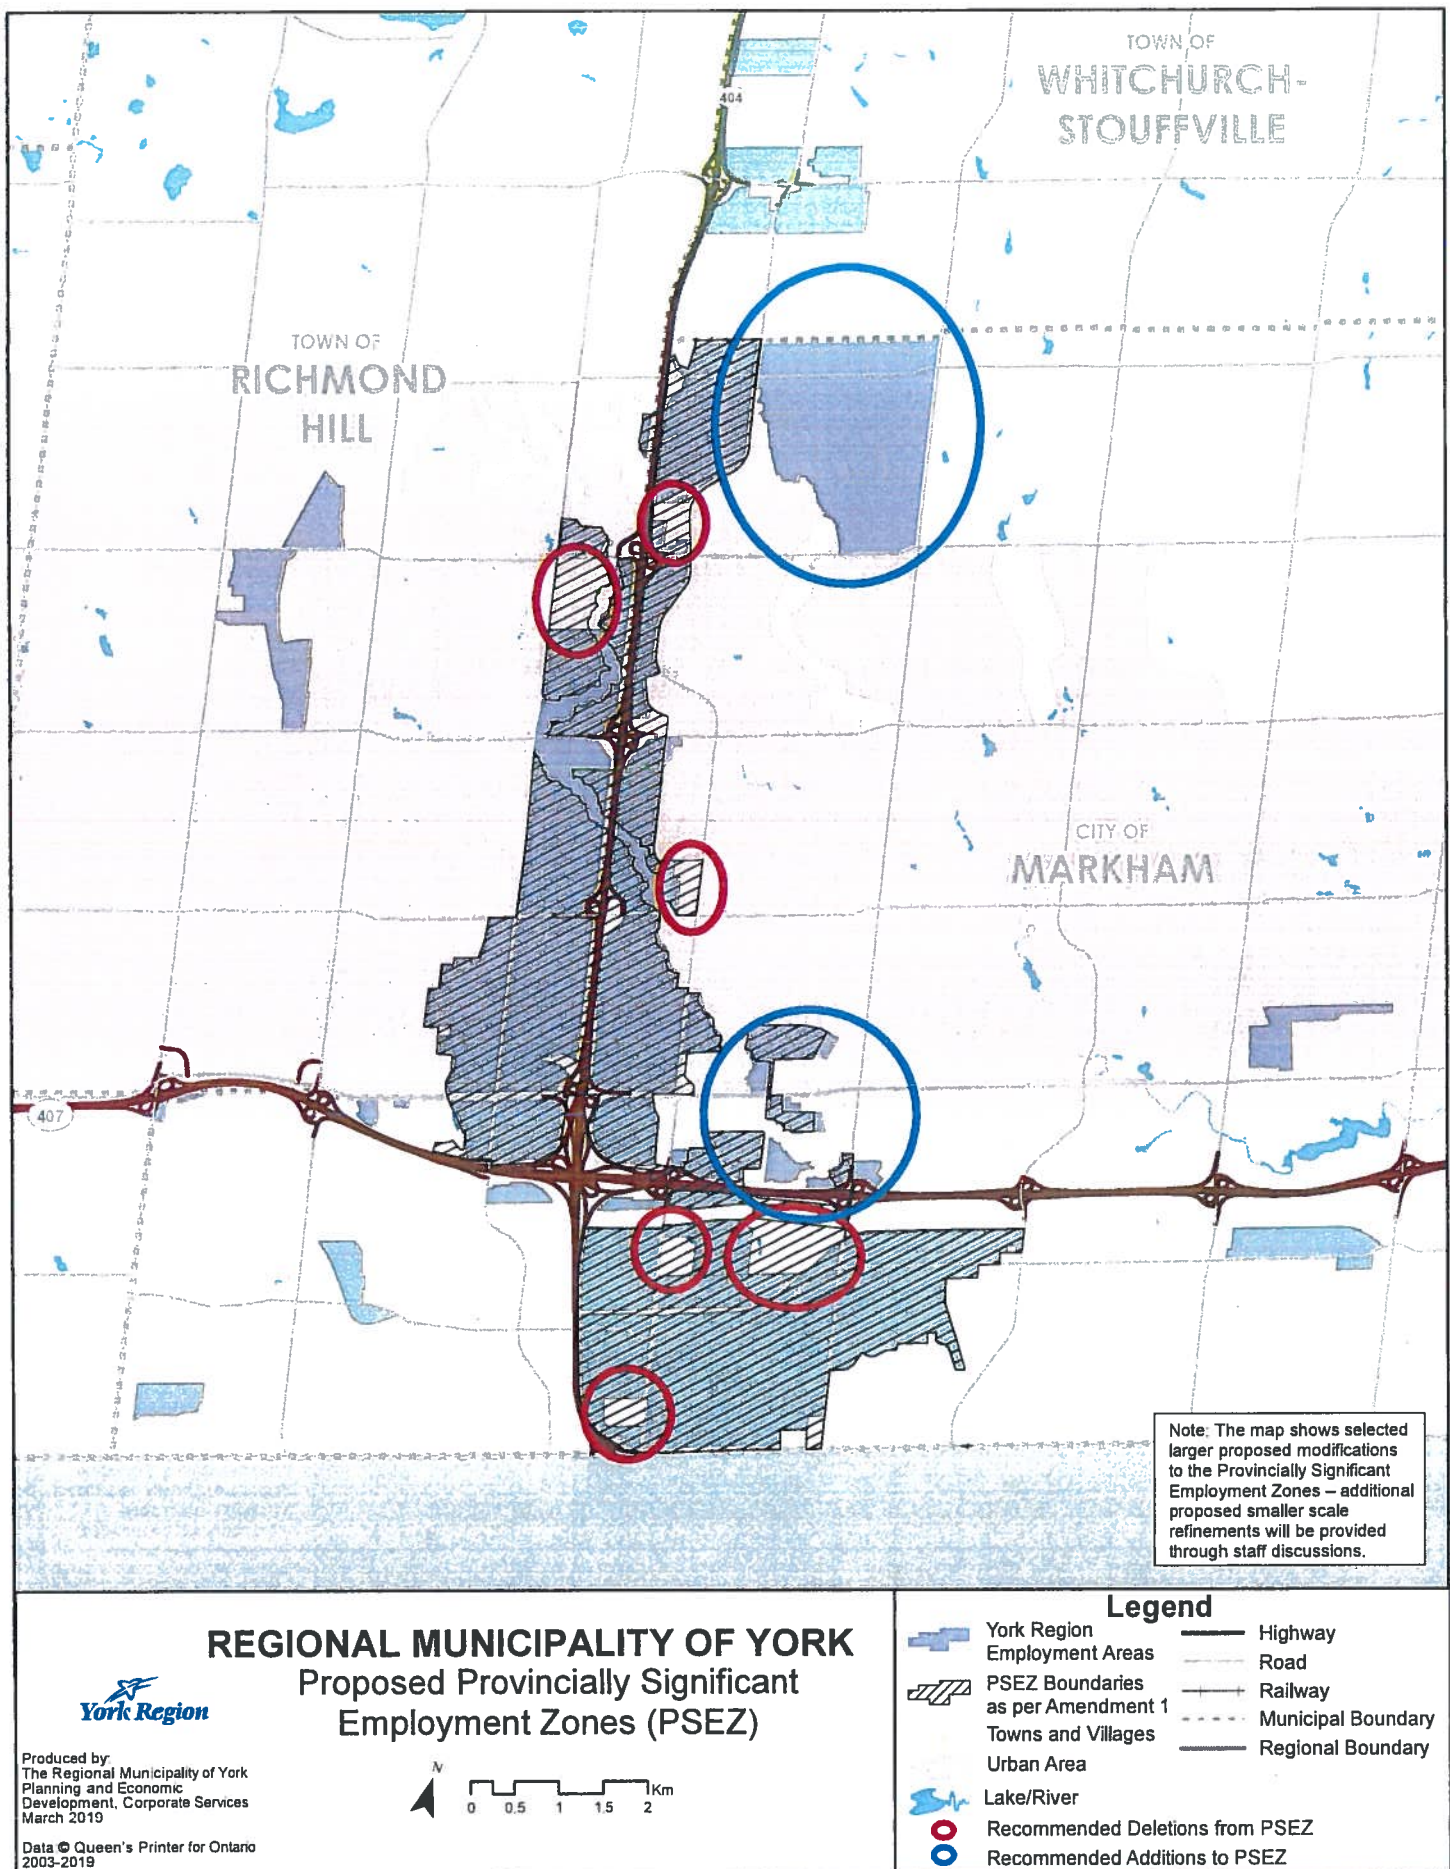 TOWN OF
WHITCHURCH-
STOUFFVILLE
404
TOWN OF
RICHMOND
HILL
CITY OF
MARKHAM
407
Note: The map shows selected
larger proposed modifications
to the Provincially Significant
Employment Zones – additional
proposed smaller scale
refinements will be provided
through staff discussions.
REGIONAL MUNICIPALITY OF YORK
Proposed Provincially Significant
Employment Zones (PSEZ)
York Region
Produced by:
The Regional Municipality of York
Planning and Economic
Development, Corporate Services
March 2019
Data © Queen's Printer for Ontario
2003-2019
N
0 0.5 1 1.5 2 Km
Legend
York Region
Employment Areas
PSEZ Boundaries
as per Amendment 1
Towns and Villages
Urban Area
Lake/River
Recommended Deletions from PSEZ
Recommended Additions to PSEZ
Highway
Road
Railway
Municipal Boundary
Regional Boundary